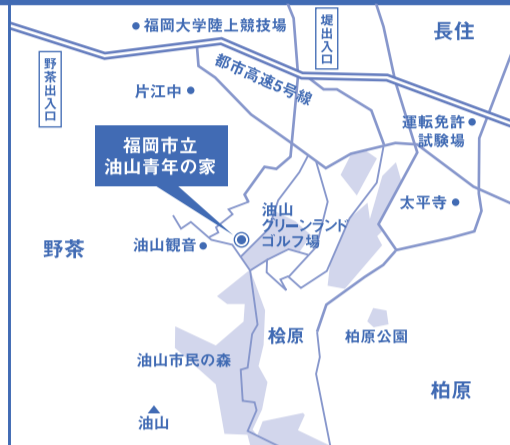 福岡大学陸上競技場
堤出入口
長住
野茶出入口
都市高速5号線
片江中
運転免許
試験場
福岡市立
油山青年の家
太平寺
油山
グリーンランド
ゴルフ場
野茶
油山観音
桧原
柏原公園
油山市民の森
柏原
油山